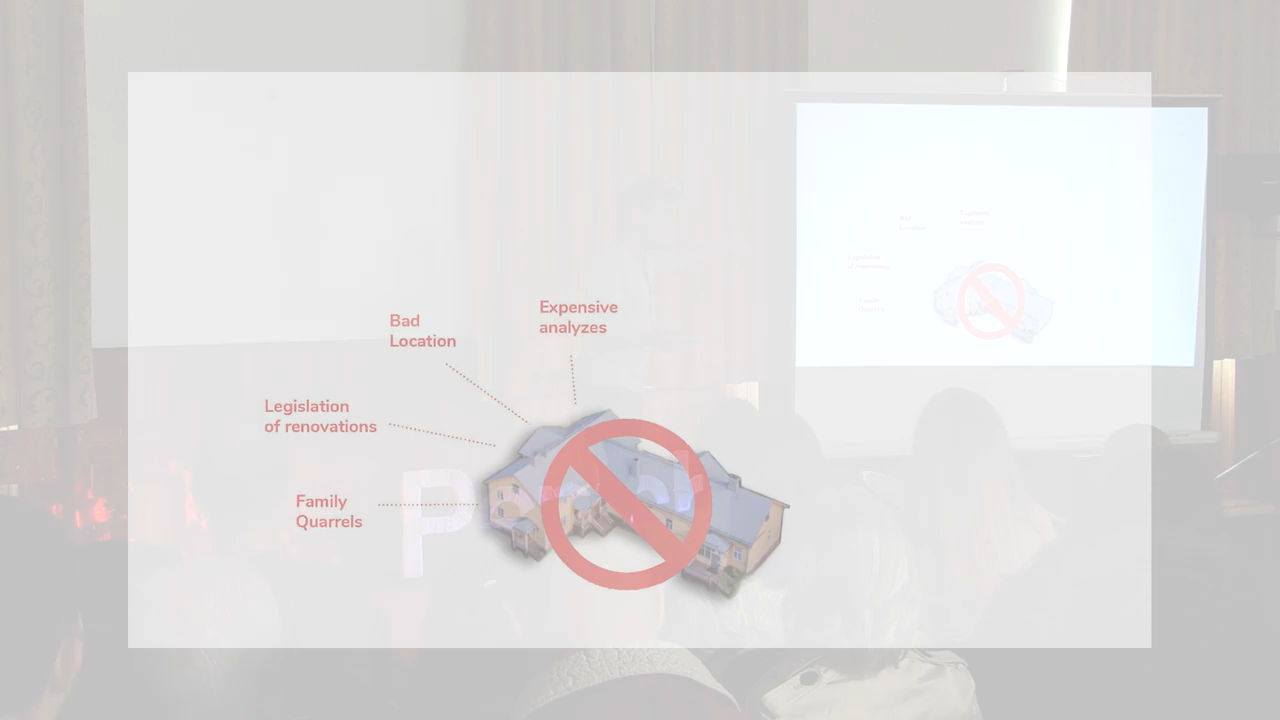 Expensive
analyzes
Bad
Location
Legislation
of renovations
Family
Quarrels